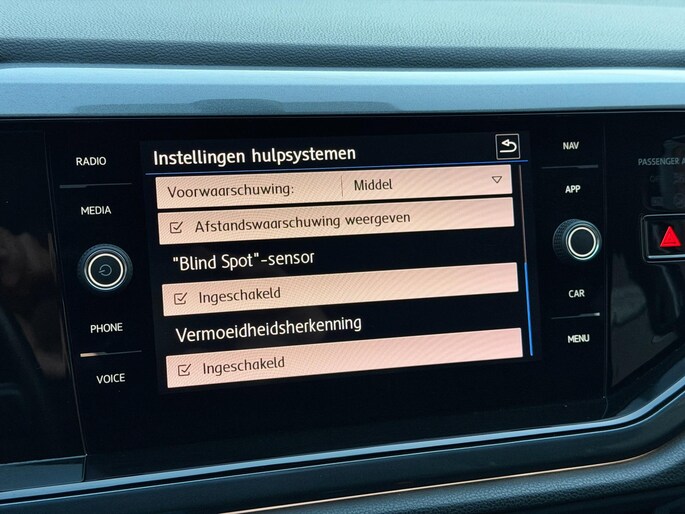 Instellingen hulpsystemen
Voorwaarschuwing: Middel
Afstandswaarschuwing weergeven
"Blind Spot"-sensor
Ingeschakeld
Vermoeidheidsherkenning
Ingeschakeld
RADIO
MEDIA
PHONE
VOICE
NAV
APP
CAR
MENU
PASSENGER A